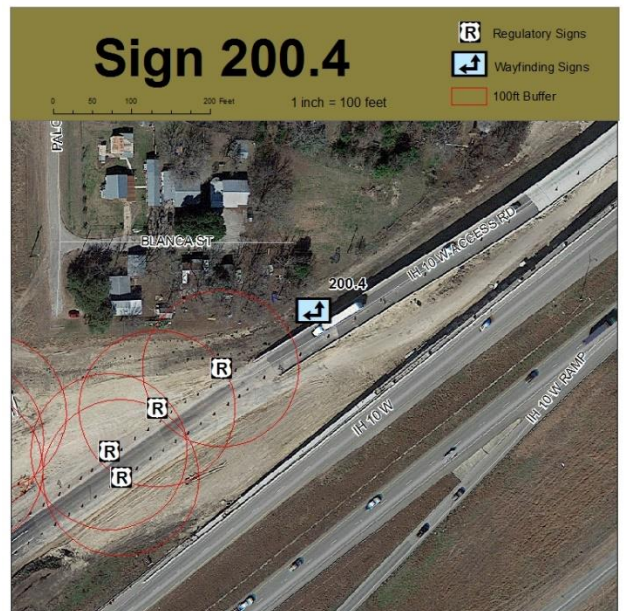 Sign 200.4
R Regulatory Signs
Wayfinding Signs
100ft Buffer
0 50 100 200 Feet
1 inch = 100 feet
BLANCA ST
IH 10 W ACCESS RD
200.4
R
R
R
R
IH 10 W
IH 10 W RAMP